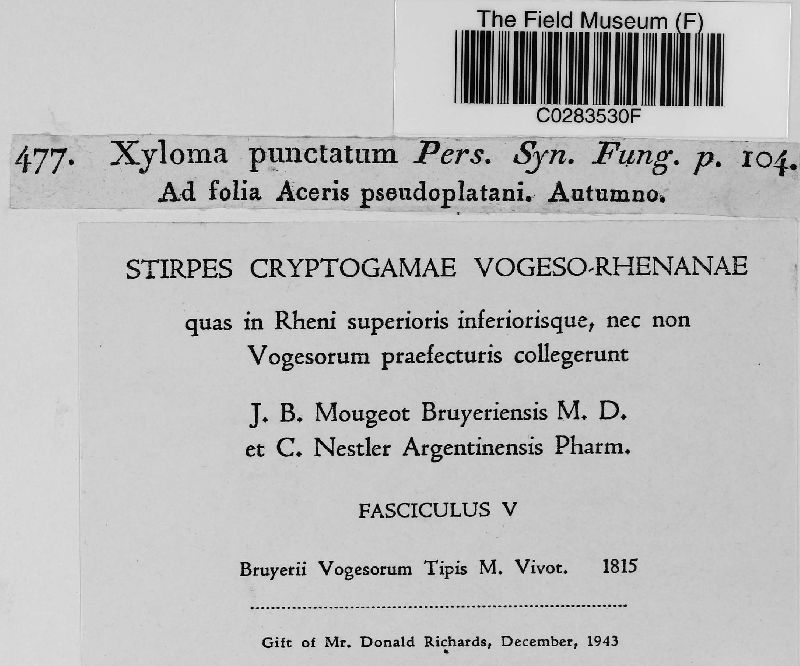 The Field Museum (F)
C0283530F
477. Xyloma punctatum Pers. Syn. Fung. p. 104.
Ad folia Aceris pseudoplatani. Autumno.
STIRPES CRYPTOGAMAE VOGESO-RHENANAE
quas in Rheni superioris inferiorisque, nec non
Vogesorum praefecturis collegerunt
J. B. Mougeot Bruyeriensis M. D.
et C. Nestler Argentinensis Pharm.
FASCICULUS V
Bruyerii Vogesorum Tipis M. Vivot. 1815
Gift of Mr. Donald Richards, December, 1943